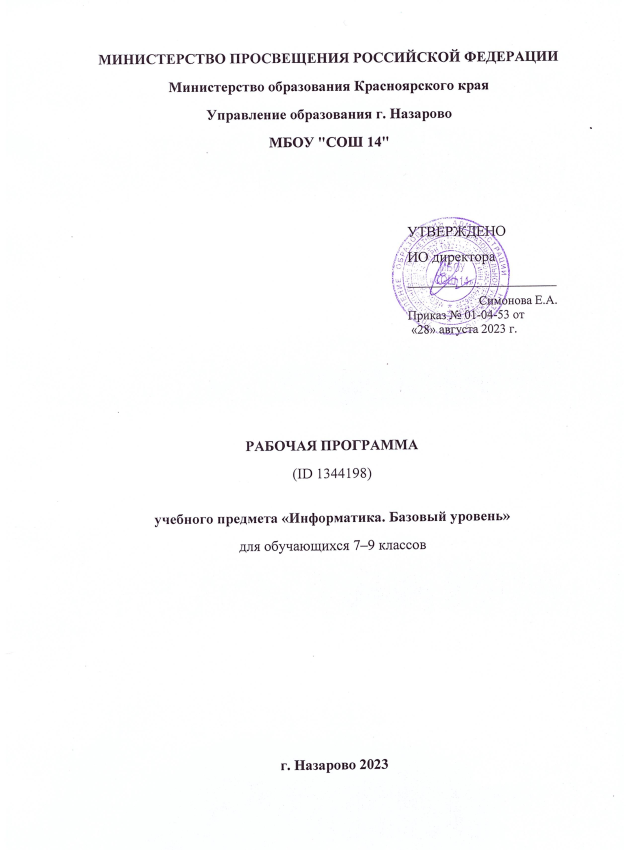 МИНИСТЕРСТВО ПРОСВЕЩЕНИЯ РОССИЙСКОЙ ФЕДЕРАЦИИ
Министерство образования Красноярского края
Управление образования г. Назарово
МБОУ "СОШ 14"
УТВЕРЖДЕНО
ИО директора
Симонова Е.А.
Приказ № 01-04-53 от
«28» августа 2023 г.
РАБОЧАЯ ПРОГРАММА
(ID 1344198)
учебного предмета «Информатика. Базовый уровень»
для обучающихся 7–9 классов
г. Назарово 2023